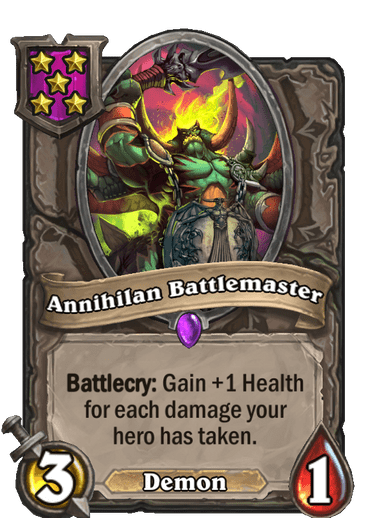 Annihilan Battlemaster
Battlecry: Gain +1 Health
for each damage your
hero has taken.
3
Demon
1